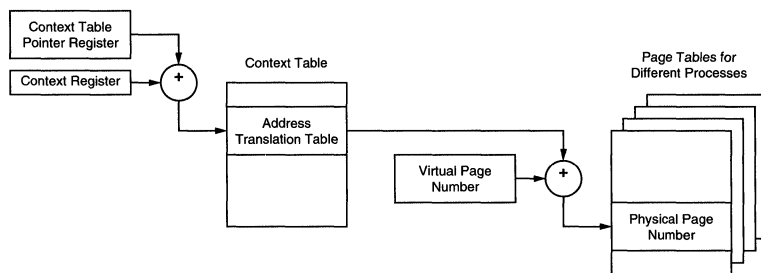 Context Table
Pointer Register
Context Register
+
Context Table
Address
Translation Table
Virtual Page
Number
+
Page Tables for
Different Processes
Physical Page
Number